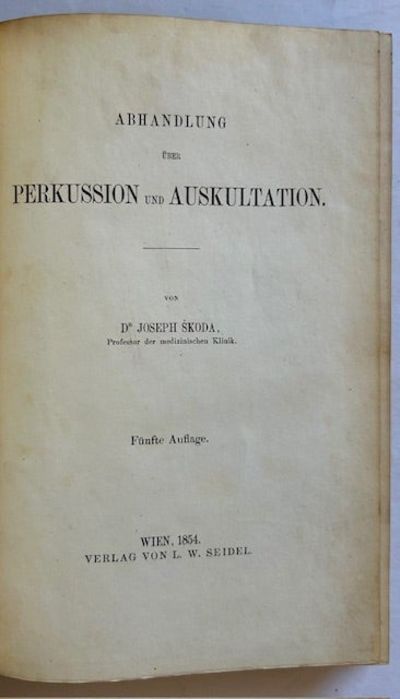 ABHANDLUNG
ÜBER
PERKUSSION UND AUSKULTATION.
VON
DR JOSEPH ŠKODA,
Professor der medizinischen Klinik.
Fünfte Auflage.
WIEN, 1854.
VERLAG VON L. W. SEIDEL.